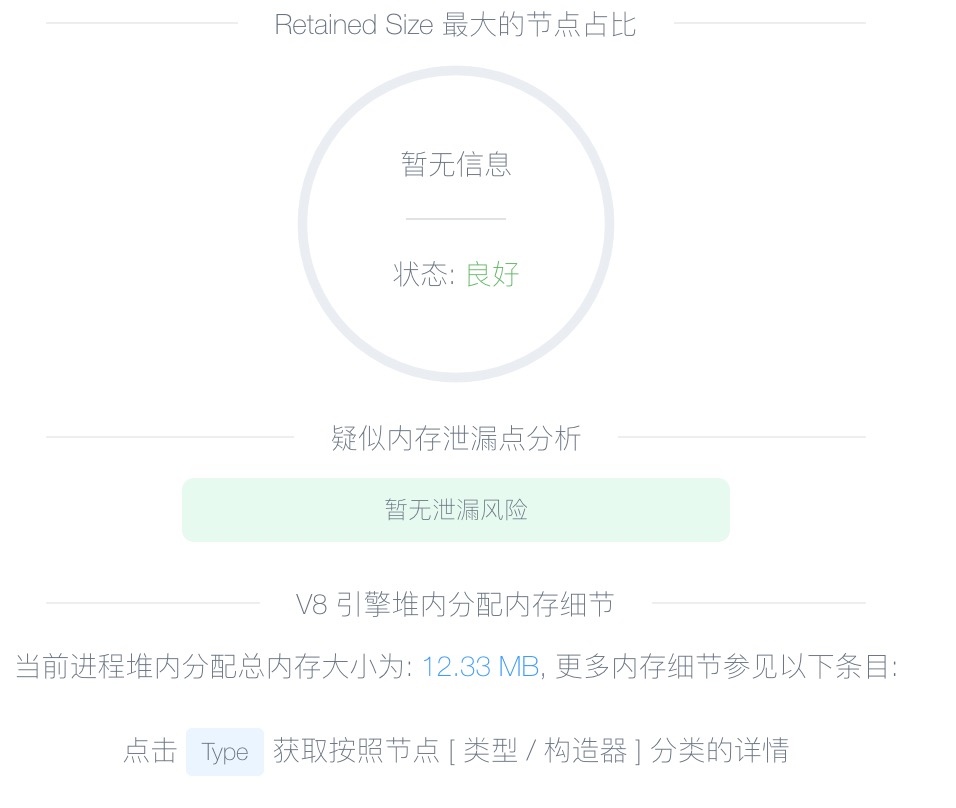 Retained Size 最大的节点占比
暂无信息
状态: 良好
疑似内存泄漏点分析
暂无泄漏风险
V8 引擎堆内分配内存细节
当前进程堆内分配总内存大小为: 12.33 MB, 更多内存细节参见以下条目:
点击 Type 获取按照节点 [ 类型 / 构造器 ] 分类的详情